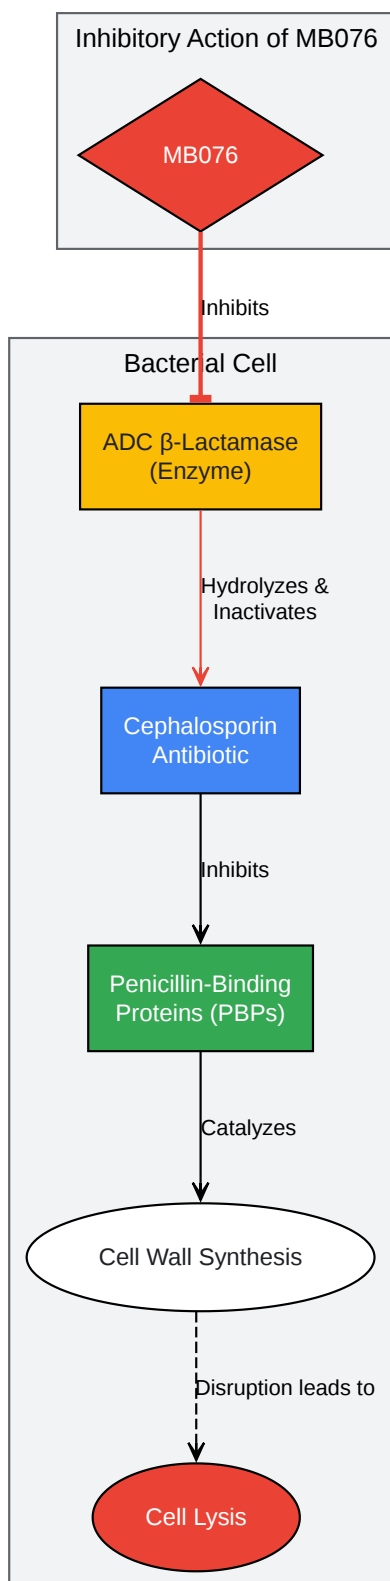 Inhibitory Action of MB076
MB076
Inhibits
Bacterial Cell
ADC β-Lactamase
(Enzyme)
Hydrolyzes &
Inactivates
Cephalosporin
Antibiotic
Inhibits
Penicillin-Binding
Proteins (PBPs)
Catalyzes
Cell Wall Synthesis
Disruption leads to
Cell Lysis